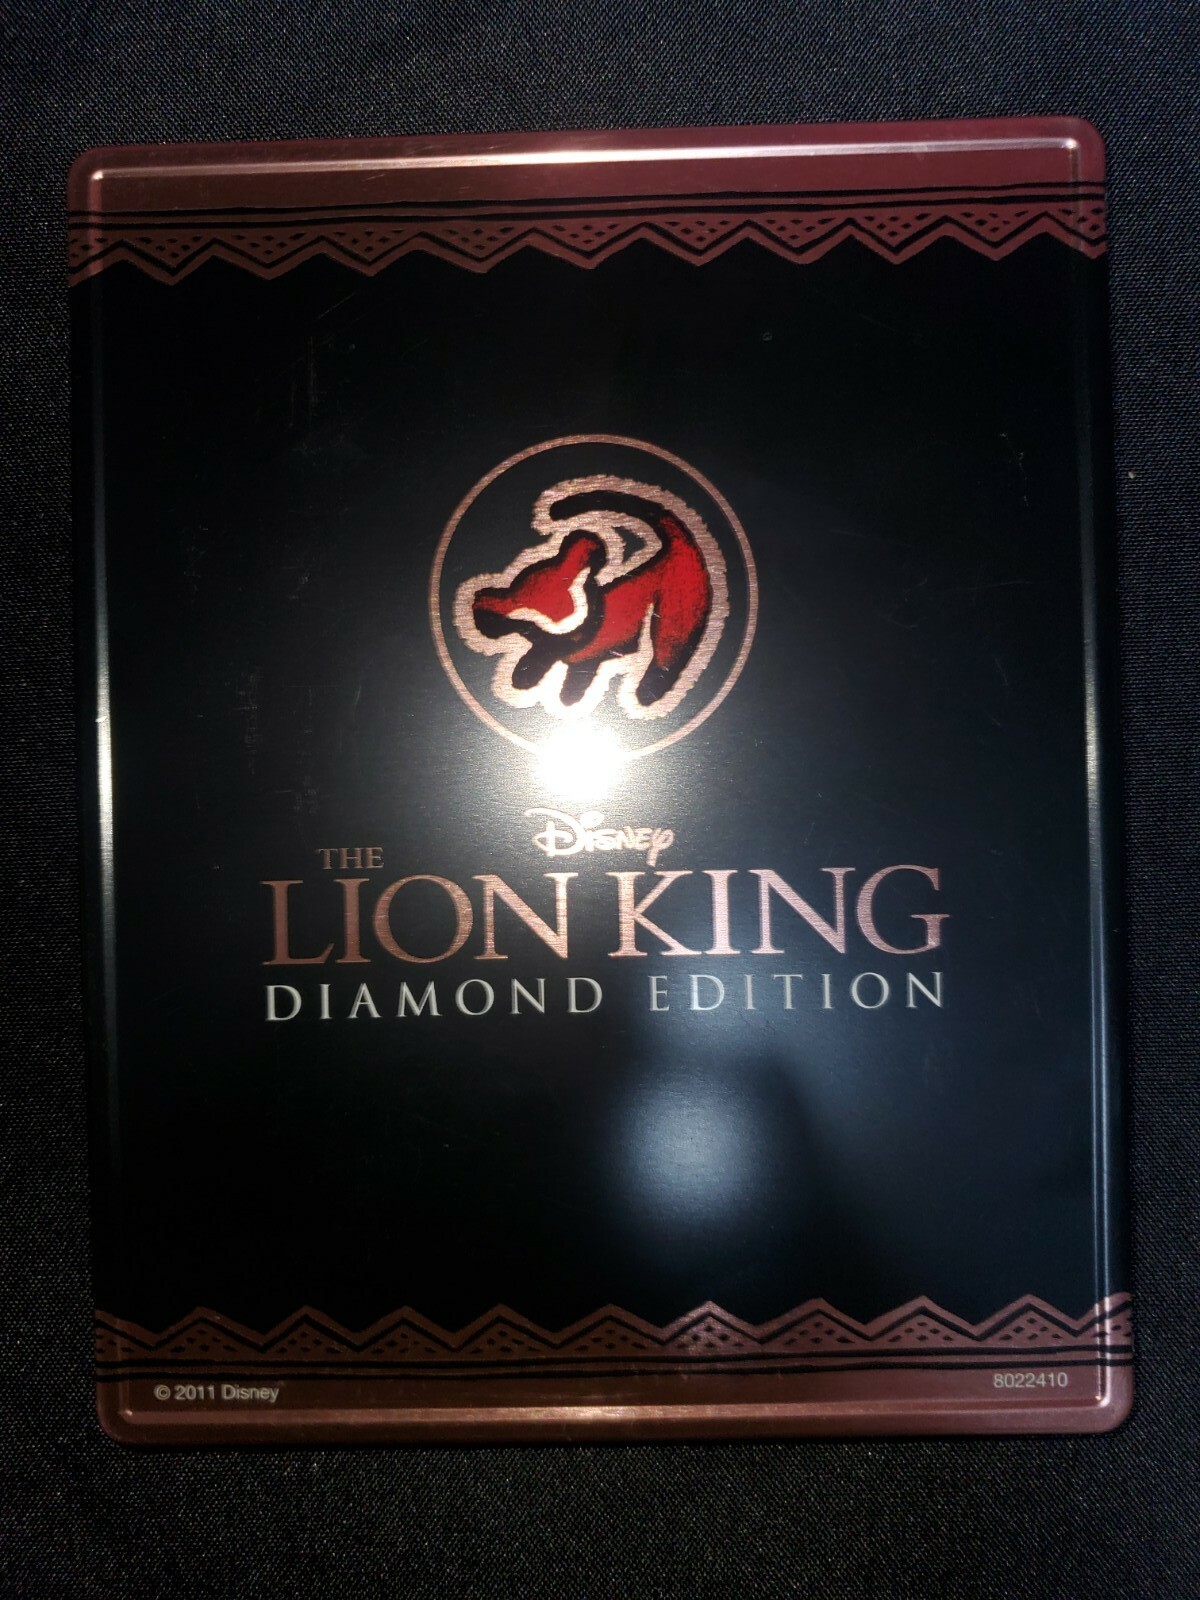 Disney
THE
LION KING
DIAMOND EDITION
© 2011 Disney
8022410